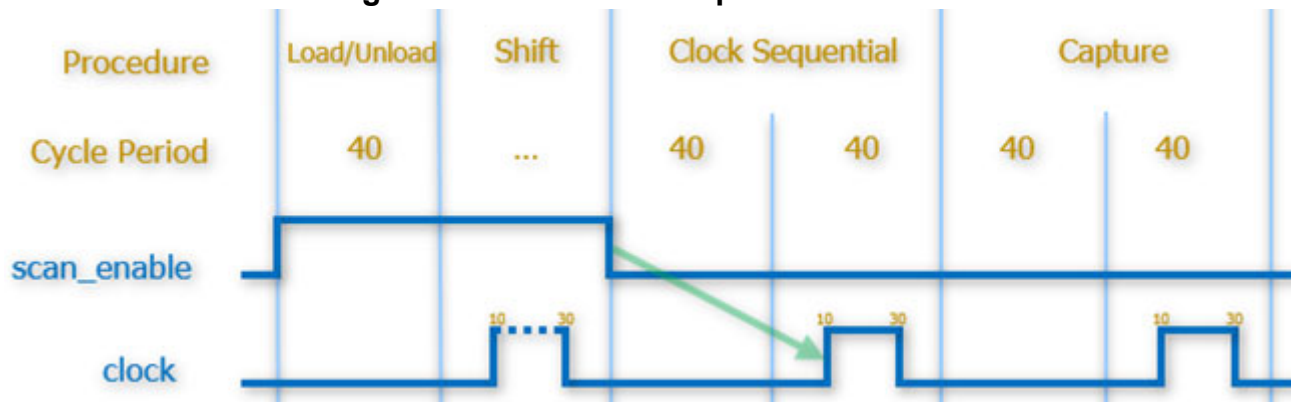 Procedure Load/Unload Shift Clock Sequential Capture
Cycle Period 40 ... 40 40 40 40
scan_enable
10 30 10 30 10 30
clock